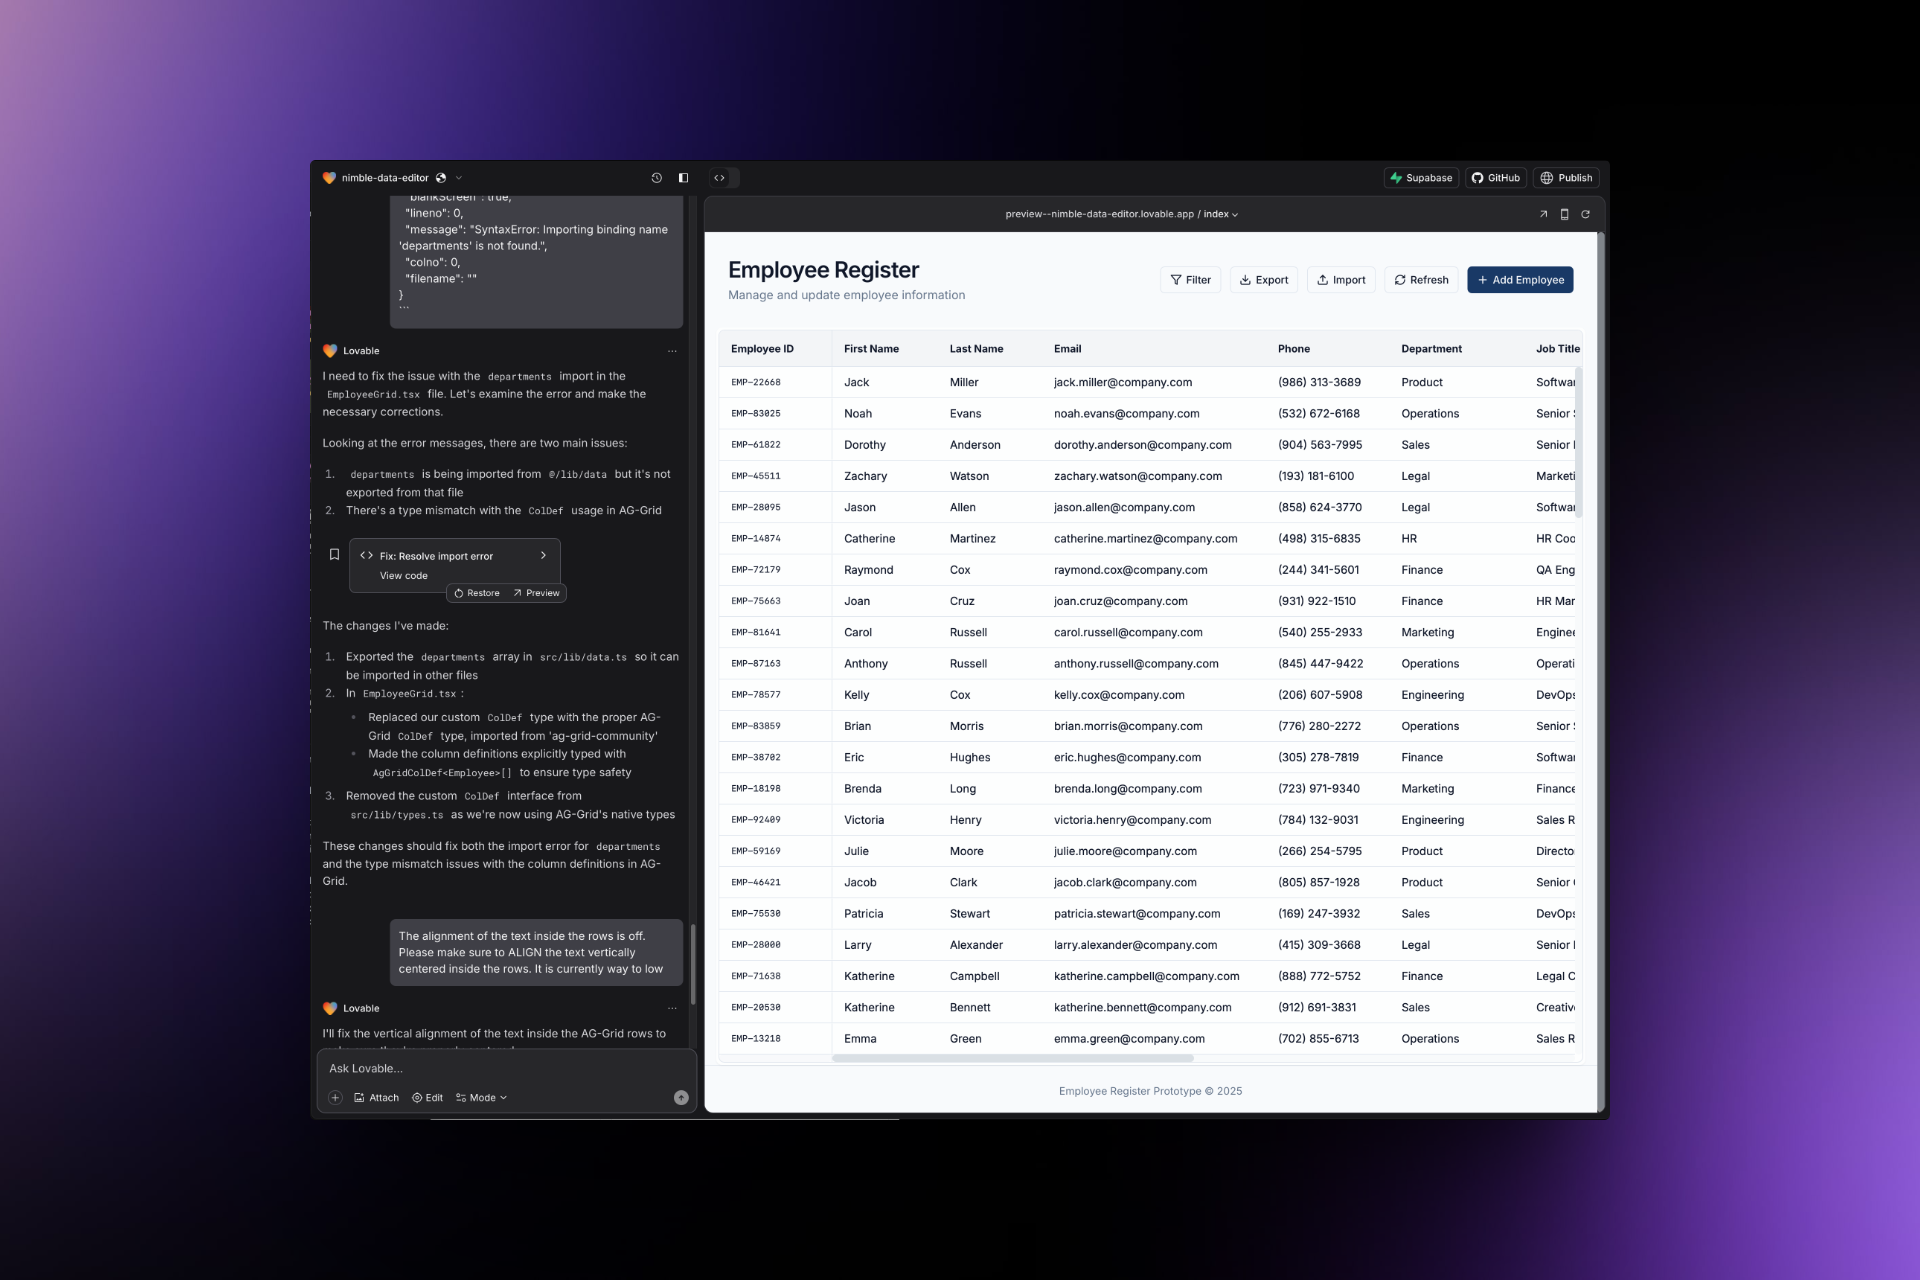 nimble-data-editor
"blankScreen": true,
"lineno": 0,
"message": "SyntaxError: Importing binding name
'departments' is not found.",
"colno": 0,
"filename": ""
}
```
Lovable
I need to fix the issue with the departments import in the
EmployeeGrid.tsx file. Let's examine the error and make the
necessary corrections.
Looking at the error messages, there are two main issues:
1. departments is being imported from @/lib/data but it's not
exported from that file
2. There's a type mismatch with the ColDef usage in AG-Grid
Fix: Resolve import error
View code
Restore Preview
The changes I've made:
1. Exported the departments array in src/lib/data.ts so it can
be imported in other files
2. In EmployeeGrid.tsx :
Replaced our custom ColDef type with the proper AG-
Grid ColDef type, imported from 'ag-grid-community'
Made the column definitions explicitly typed with
AgGridColDef<Employee>[] to ensure type safety
3. Removed the custom ColDef interface from
src/lib/types.ts as we're now using AG-Grid's native types
These changes should fix both the import error for departments
and the type mismatch issues with the column definitions in AG-
Grid.
The alignment of the text inside the rows is off.
Please make sure to ALIGN the text vertically
centered inside the rows. It is currently way to low
Lovable
I'll fix the vertical alignment of the text inside the AG-Grid rows to
Ask Lovable...
Attach Edit Mode
Supabase GitHub Publish
preview--nimble-data-editor.lovable.app / index
Employee Register
Manage and update employee information
Filter Export Import Refresh + Add Employee
Employee ID First Name Last Name Email Phone Department Job Title
EMP-22668 Jack Miller jack.miller@company.com (986) 313-3689 Product Softwa
EMP-83025 Noah Evans noah.evans@company.com (532) 672-6168 Operations Senior
EMP-61822 Dorothy Anderson dorothy.anderson@company.com (904) 563-7995 Sales Senior
EMP-45511 Zachary Watson zachary.watson@company.com (193) 181-6100 Legal Marketi
EMP-28095 Jason Allen jason.allen@company.com (858) 624-3770 Legal Softwa
EMP-14874 Catherine Martinez catherine.martinez@company.com (498) 315-6835 HR HR Coo
EMP-72179 Raymond Cox raymond.cox@company.com (244) 341-5601 Finance QA Eng
EMP-75663 Joan Cruz joan.cruz@company.com (931) 922-1510 Finance HR Mar
EMP-81641 Carol Russell carol.russell@company.com (540) 255-2933 Marketing Engine
EMP-87163 Anthony Russell anthony.russell@company.com (845) 447-9422 Operations Operati
EMP-78577 Kelly Cox kelly.cox@company.com (206) 607-5908 Engineering DevOps
EMP-83859 Brian Morris brian.morris@company.com (776) 280-2272 Operations Senior
EMP-38702 Eric Hughes eric.hughes@company.com (305) 278-7819 Finance Softwa
EMP-18198 Brenda Long brenda.long@company.com (723) 971-9340 Marketing Finance
EMP-92409 Victoria Henry victoria.henry@company.com (784) 132-9031 Engineering Sales R
EMP-59169 Julie Moore julie.moore@company.com (266) 254-5795 Product Directo
EMP-46421 Jacob Clark jacob.clark@company.com (805) 857-1928 Product Senior
EMP-75530 Patricia Stewart patricia.stewart@company.com (169) 247-3932 Sales DevOps
EMP-28000 Larry Alexander larry.alexander@company.com (415) 309-3668 Legal Senior
EMP-71638 Katherine Campbell katherine.campbell@company.com (888) 772-5752 Finance Legal C
EMP-20530 Katherine Bennett katherine.bennett@company.com (912) 691-3831 Sales Creative
EMP-13218 Emma Green emma.green@company.com (702) 855-6713 Operations Sales R
Employee Register Prototype © 2025